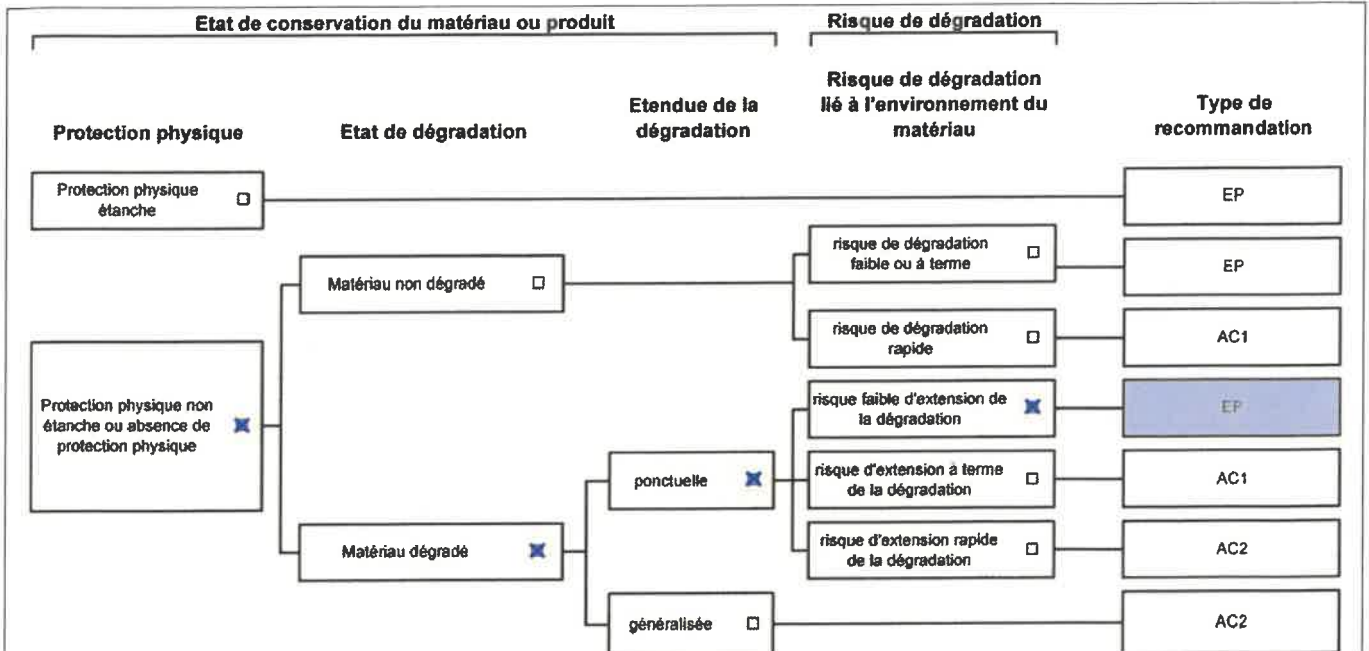 Etat de conservation du matériau ou produit
Risque de dégradation
Protection physique
Etat de dégradation
Etendue de la
dégradation
Risque de dégradation
lié à l'environnement du
matériau
Type de
recommandation
Protection physique
étanche
EP
Matériau non dégradé
risque de dégradation
faible ou à terme
EP
risque de dégradation
rapide
AC1
Protection physique non
étanche ou absence de
protection physique
risque faible d'extension de
la dégradation
EP
ponctuelle
risque d'extension à terme
de la dégradation
AC1
Matériau dégradé
risque d'extension rapide
de la dégradation
AC2
généralisée
AC2